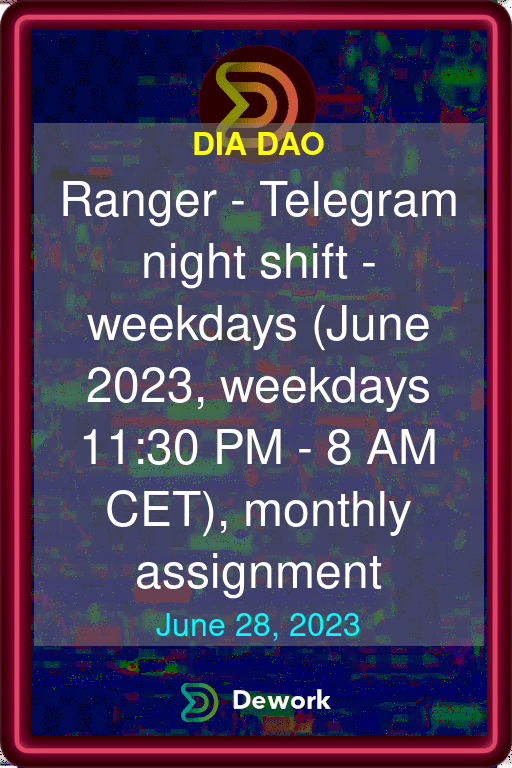 DIA DAO
Ranger - Telegram
night shift -
weekdays (June
2023, weekdays
11:30 PM - 8 AM
CET), monthly
assignment
June 28, 2023
Dework